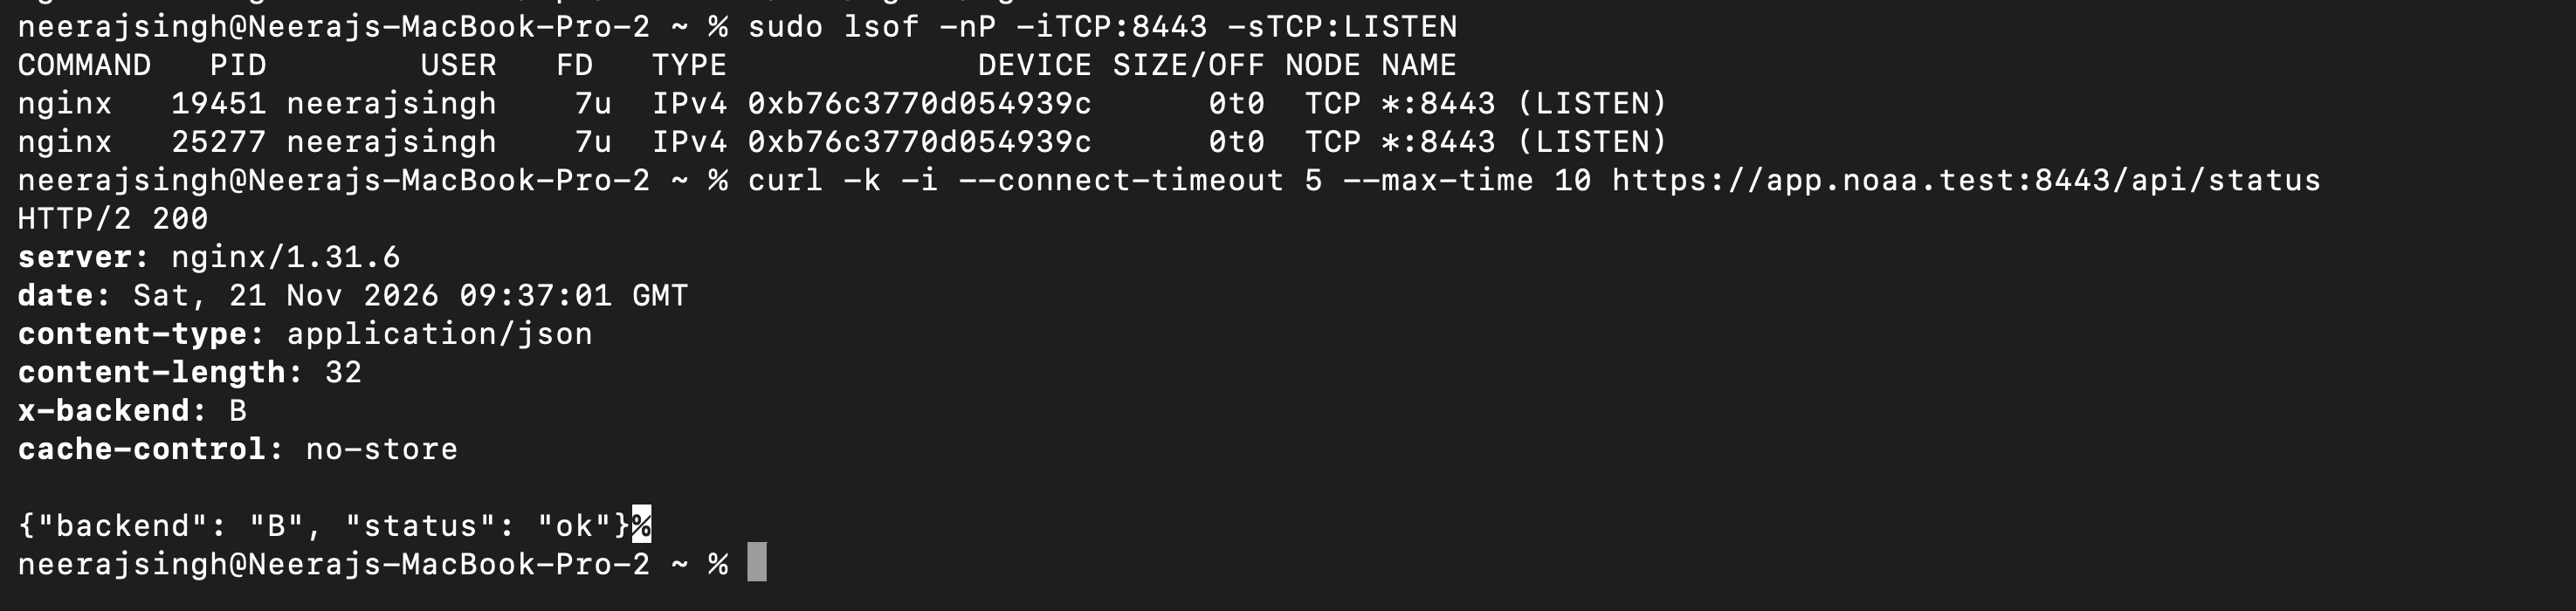 neerajsingh@Neerajs-MacBook-Pro-2 ~ % sudo lsof -nP -iTCP:8443 -sTCP:LISTEN
COMMAND   PID        USER   FD   TYPE             DEVICE SIZE/OFF NODE NAME
nginx   19451 neerajsingh    7u  IPv4 0xb76c3770d054939c      0t0  TCP *:8443 (LISTEN)
nginx   25277 neerajsingh    7u  IPv4 0xb76c3770d054939c      0t0  TCP *:8443 (LISTEN)
neerajsingh@Neerajs-MacBook-Pro-2 ~ % curl -k -i --connect-timeout 5 --max-time 10 https://app.noaa.test:8443/api/status
HTTP/2 200
server: nginx/1.31.6
date: Sat, 21 Nov 2026 09:37:01 GMT
content-type: application/json
content-length: 32
x-backend: B
cache-control: no-store

{"backend": "B", "status": "ok"}%
neerajsingh@Neerajs-MacBook-Pro-2 ~ %